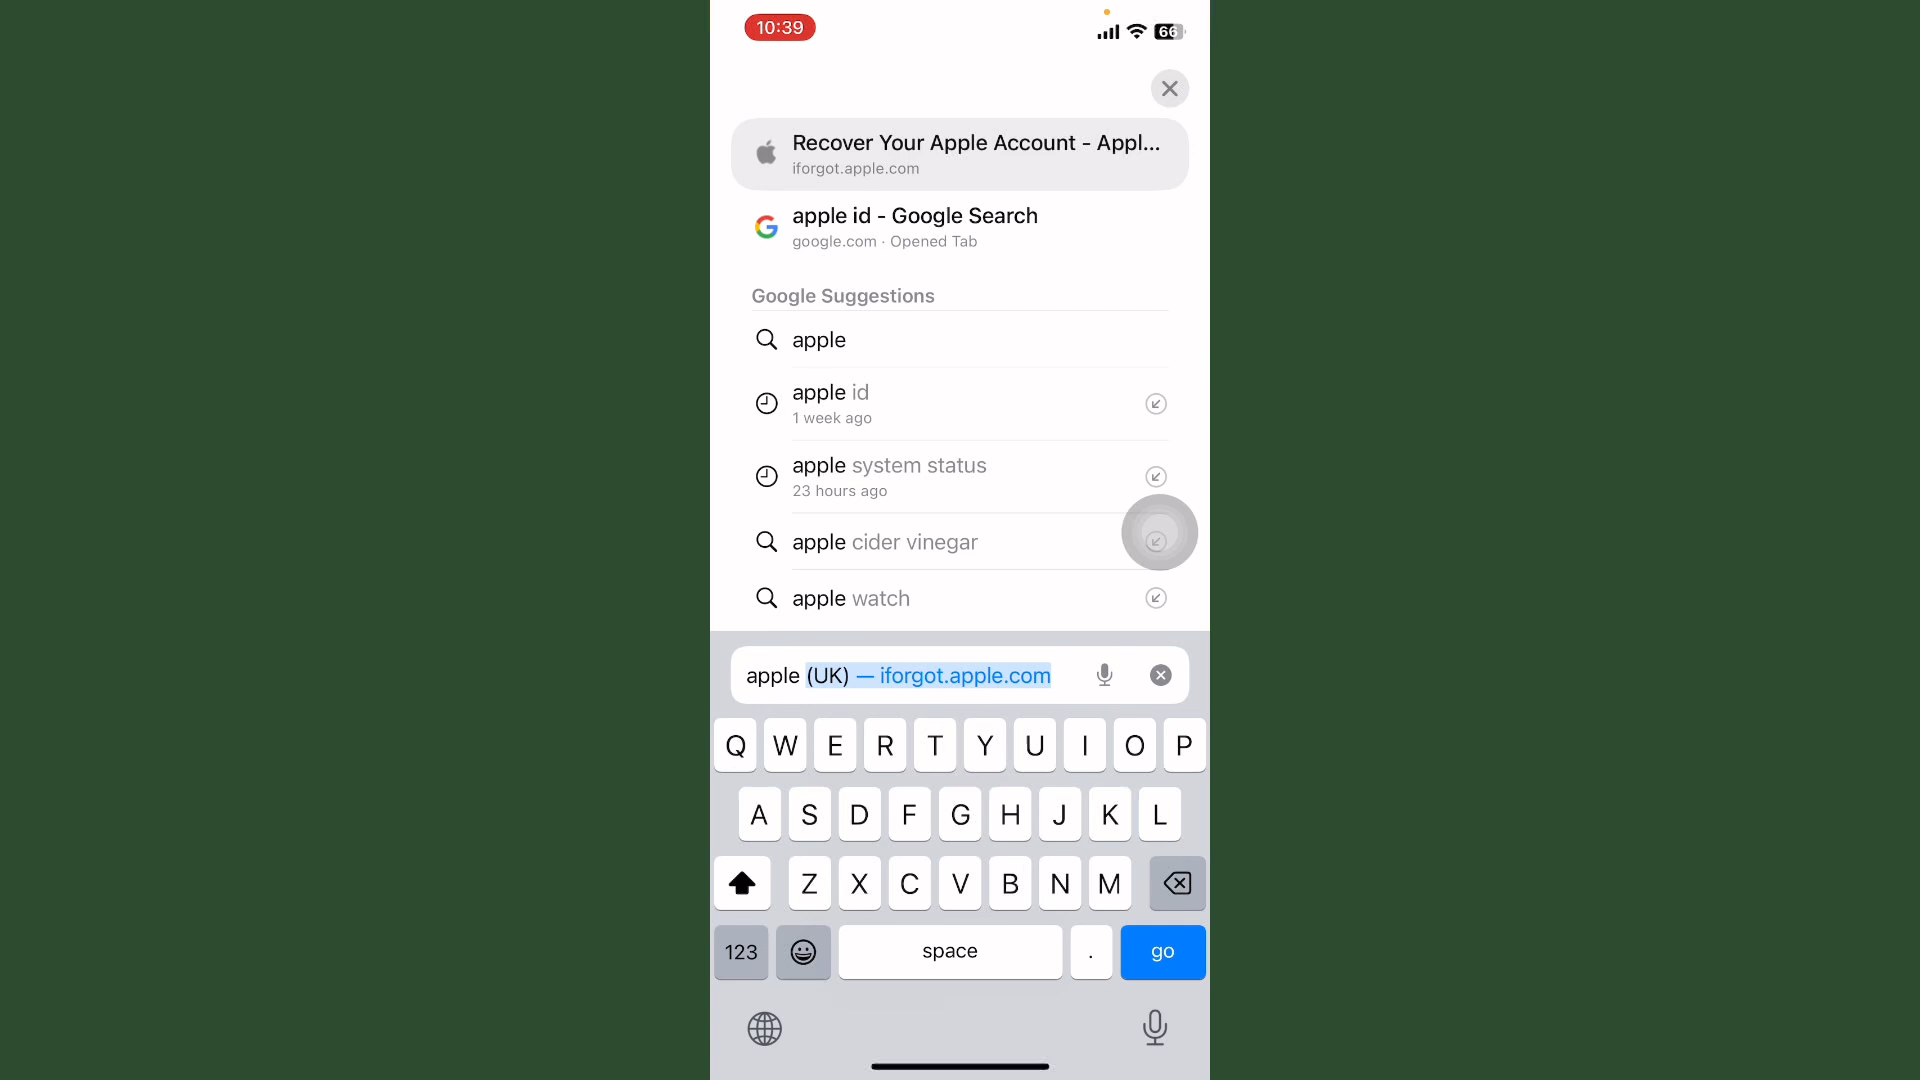 10:39
66
Recover Your Apple Account - Appl...
iforgot.apple.com
apple id - Google Search
google.com · Opened Tab
Google Suggestions
apple
apple id
1 week ago
apple system status
23 hours ago
apple cider vinegar
apple watch
apple (UK) — iforgot.apple.com
Q W E R T Y U I O P
A S D F G H J K L
Z X C V B N M
123 space . go